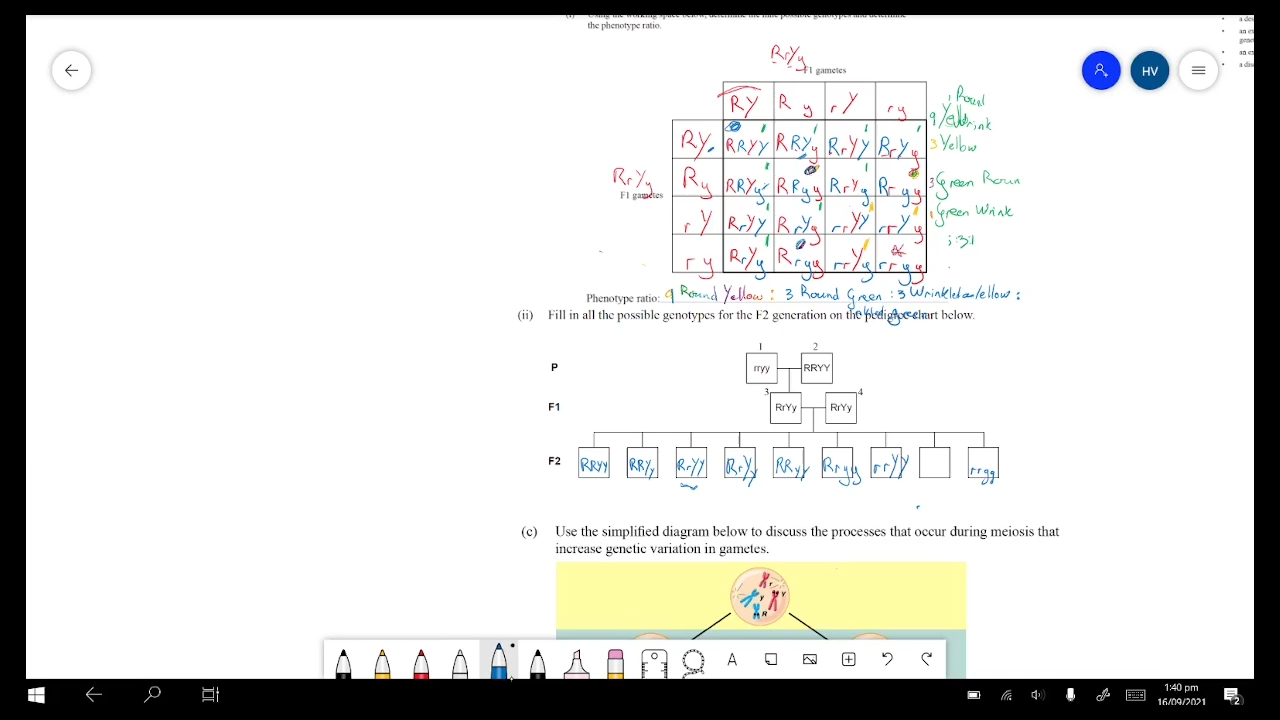 the phenotype ratio.
RrYy
F1 gametes
HV
RY Ry rY ry
Round
9 Yellow
Wrink
RY RRYY RRYy RrYY RrYy
3 Yellow
RrYy
F1 gametes
Ry RRYy RRyy RrYy Rryy
3 Green Roun
rY RrYY RrYy rrYY rrYy
1 Green Wrink
ry RrYy Rryy rrYy rryy
Phenotype ratio: 9 Round Yellow : 3 Round Green : 3 Wrinkled :
(ii) Fill in all the possible genotypes for the F2 generation on the pedigree chart below.
1 2
P rryy RRYY
3 4
F1 RrYy RrYy
F2 RRYY RRYy RrYY RrYy RRyy Rryy rrYY rryy
(c) Use the simplified diagram below to discuss the processes that occur during meiosis that
increase genetic variation in gametes.
r
y Y
R
A
1:40 pm
16/09/2021
2